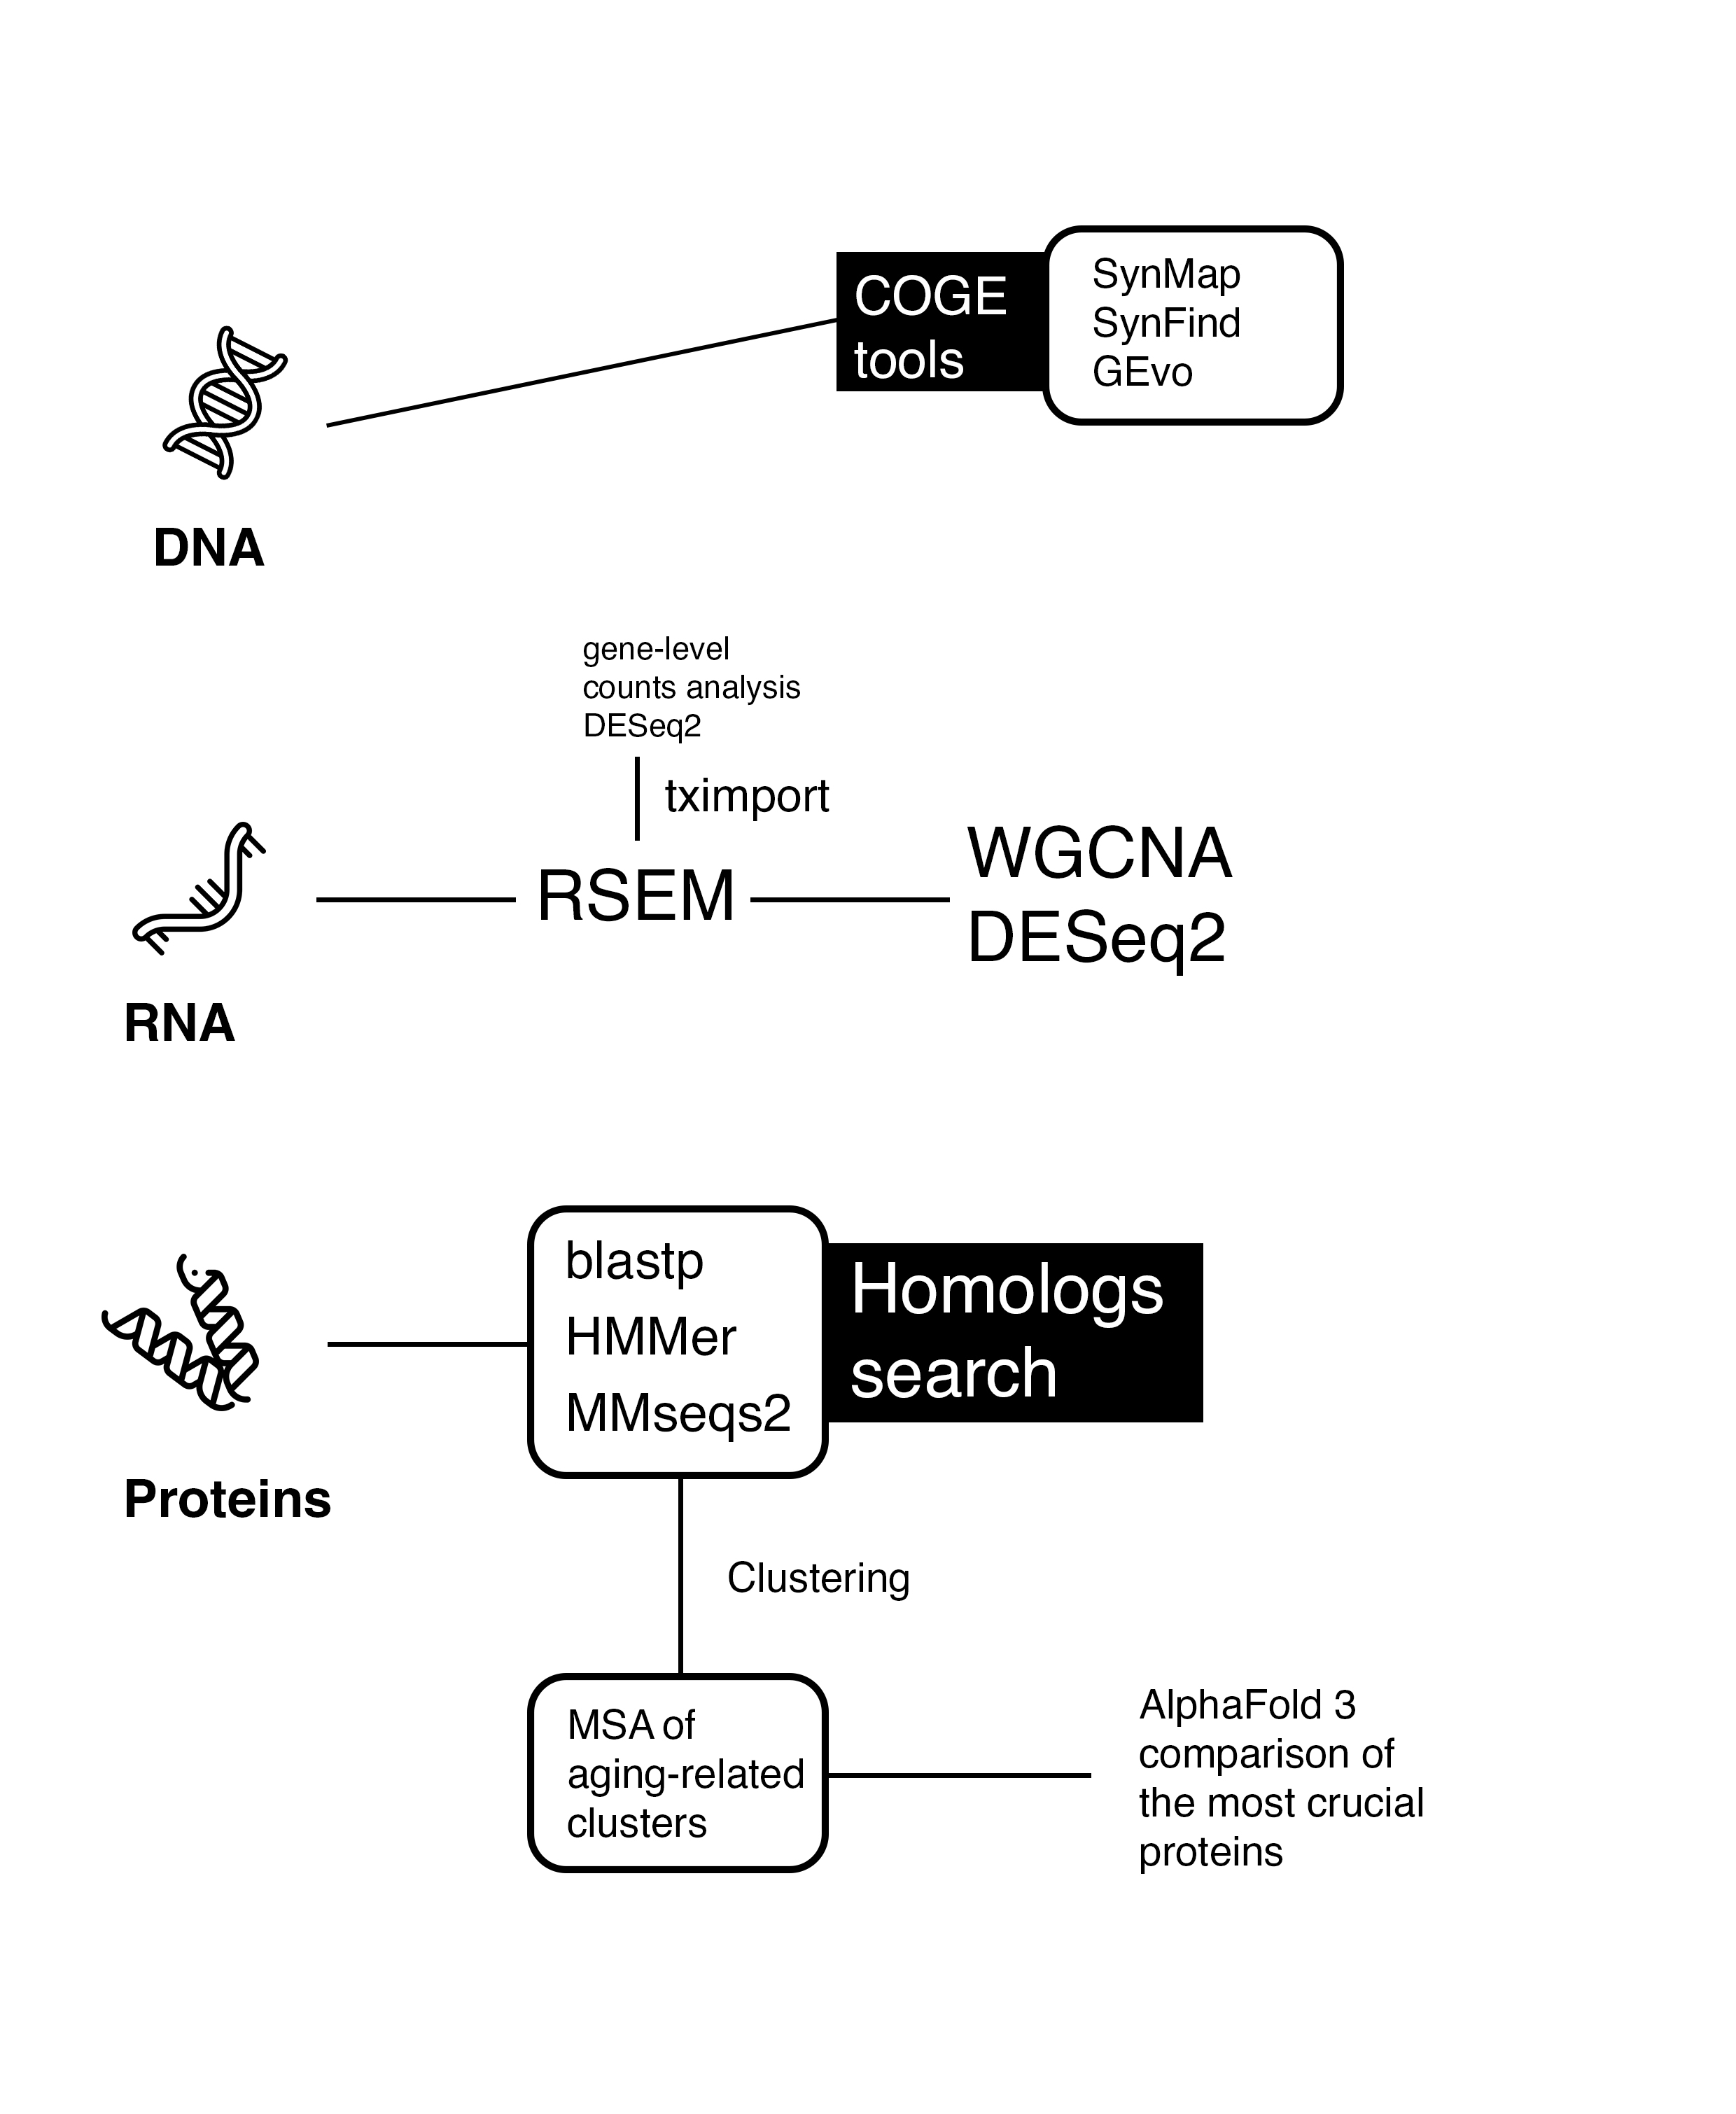 COGE
tools
SynMap
SynFind
GEvo
DNA
gene-level
counts analysis
DESeq2
tximport
RSEM
WGCNA
DESeq2
RNA
blastp
HMMer
MMseqs2
Homologs
search
Proteins
Clustering
MSA of
aging-related
clusters
AlphaFold 3
comparison of
the most crucial
proteins